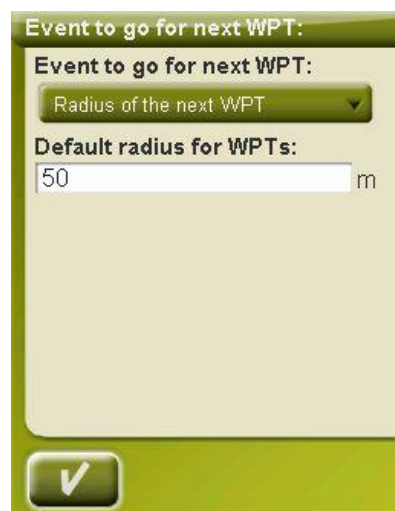 Event to go for next WPT:
Event to go for next WPT:
Radius of the next WPT
Default radius for WPTs:
50 m